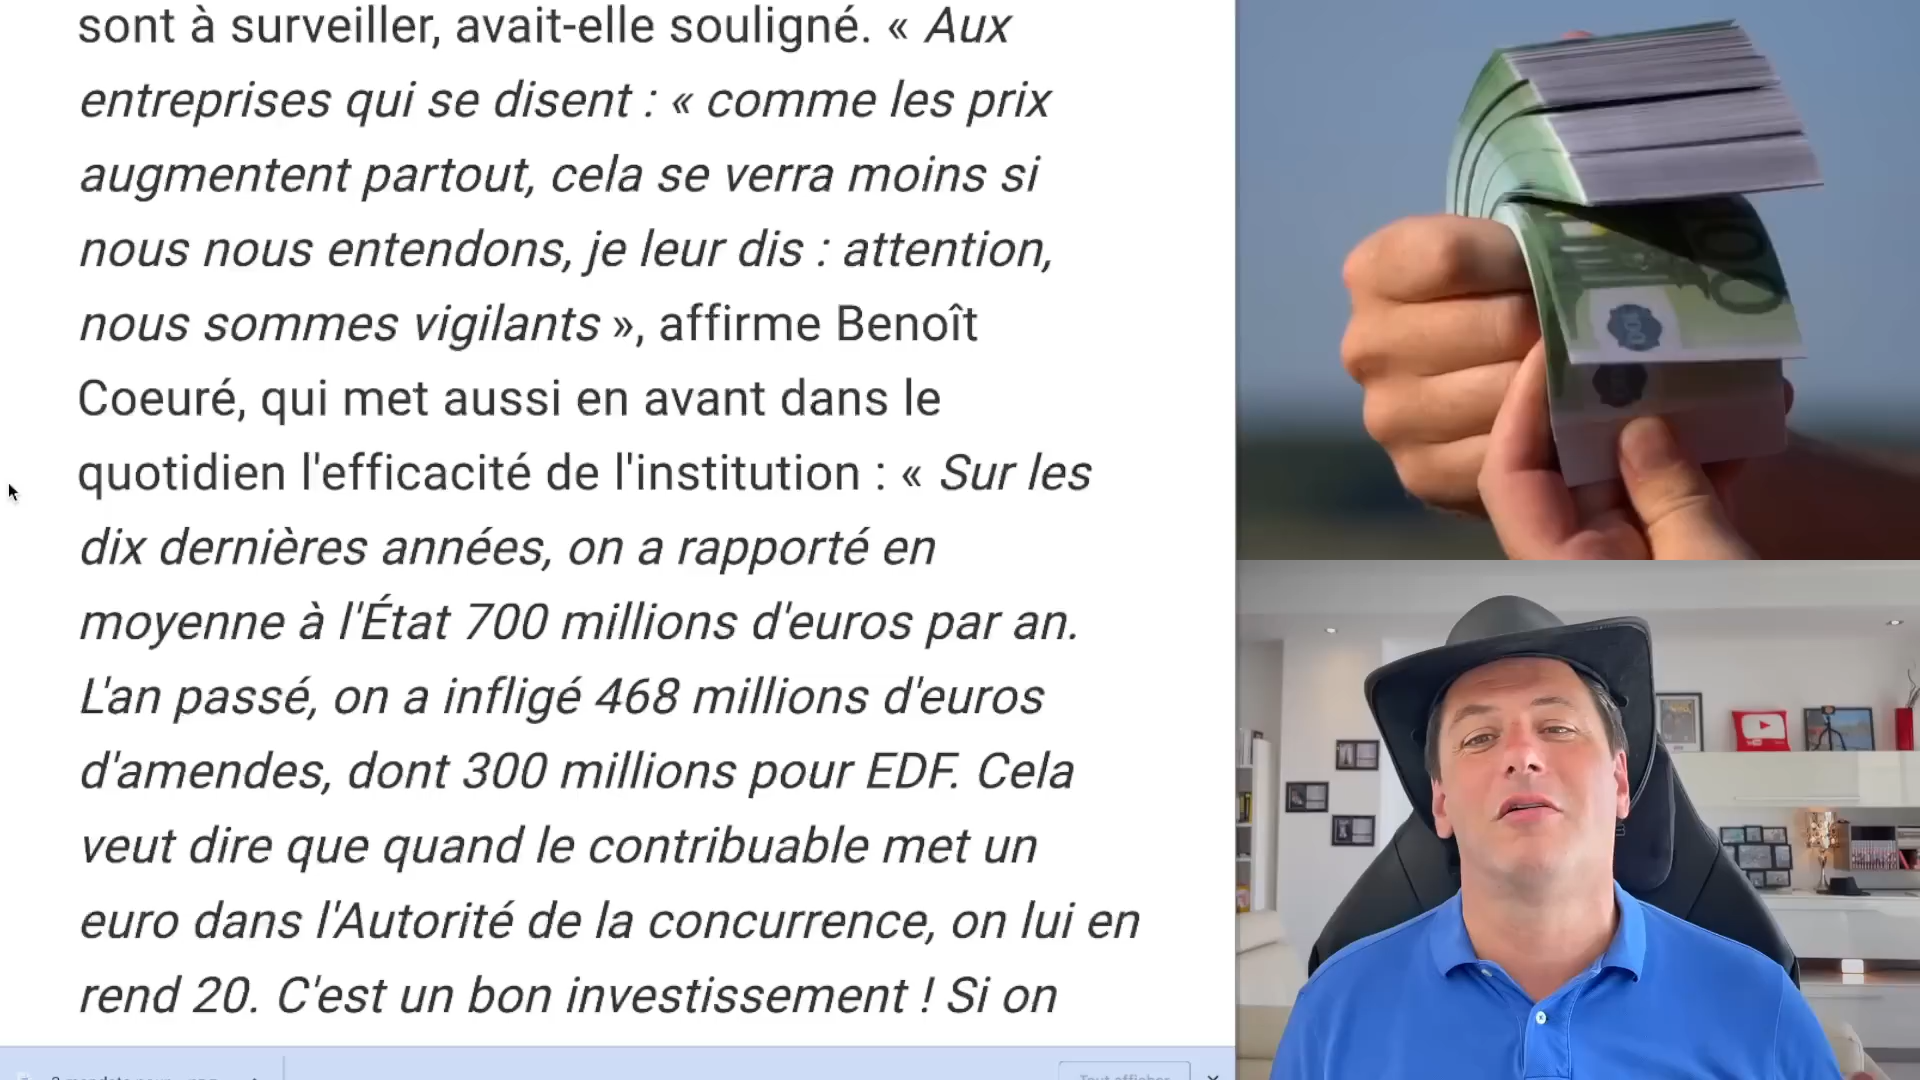 sont à surveiller, avait-elle souligné. « Aux
entreprises qui se disent : « comme les prix
augmentent partout, cela se verra moins si
nous nous entendons, je leur dis : attention,
nous sommes vigilants », affirme Benoît
Coeuré, qui met aussi en avant dans le
quotidien l'efficacité de l'institution : « Sur les
dix dernières années, on a rapporté en
moyenne à l'État 700 millions d'euros par an.
L'an passé, on a infligé 468 millions d'euros
d'amendes, dont 300 millions pour EDF. Cela
veut dire que quand le contribuable met un
euro dans l'Autorité de la concurrence, on lui en
rend 20. C'est un bon investissement ! Si on
Tout afficher